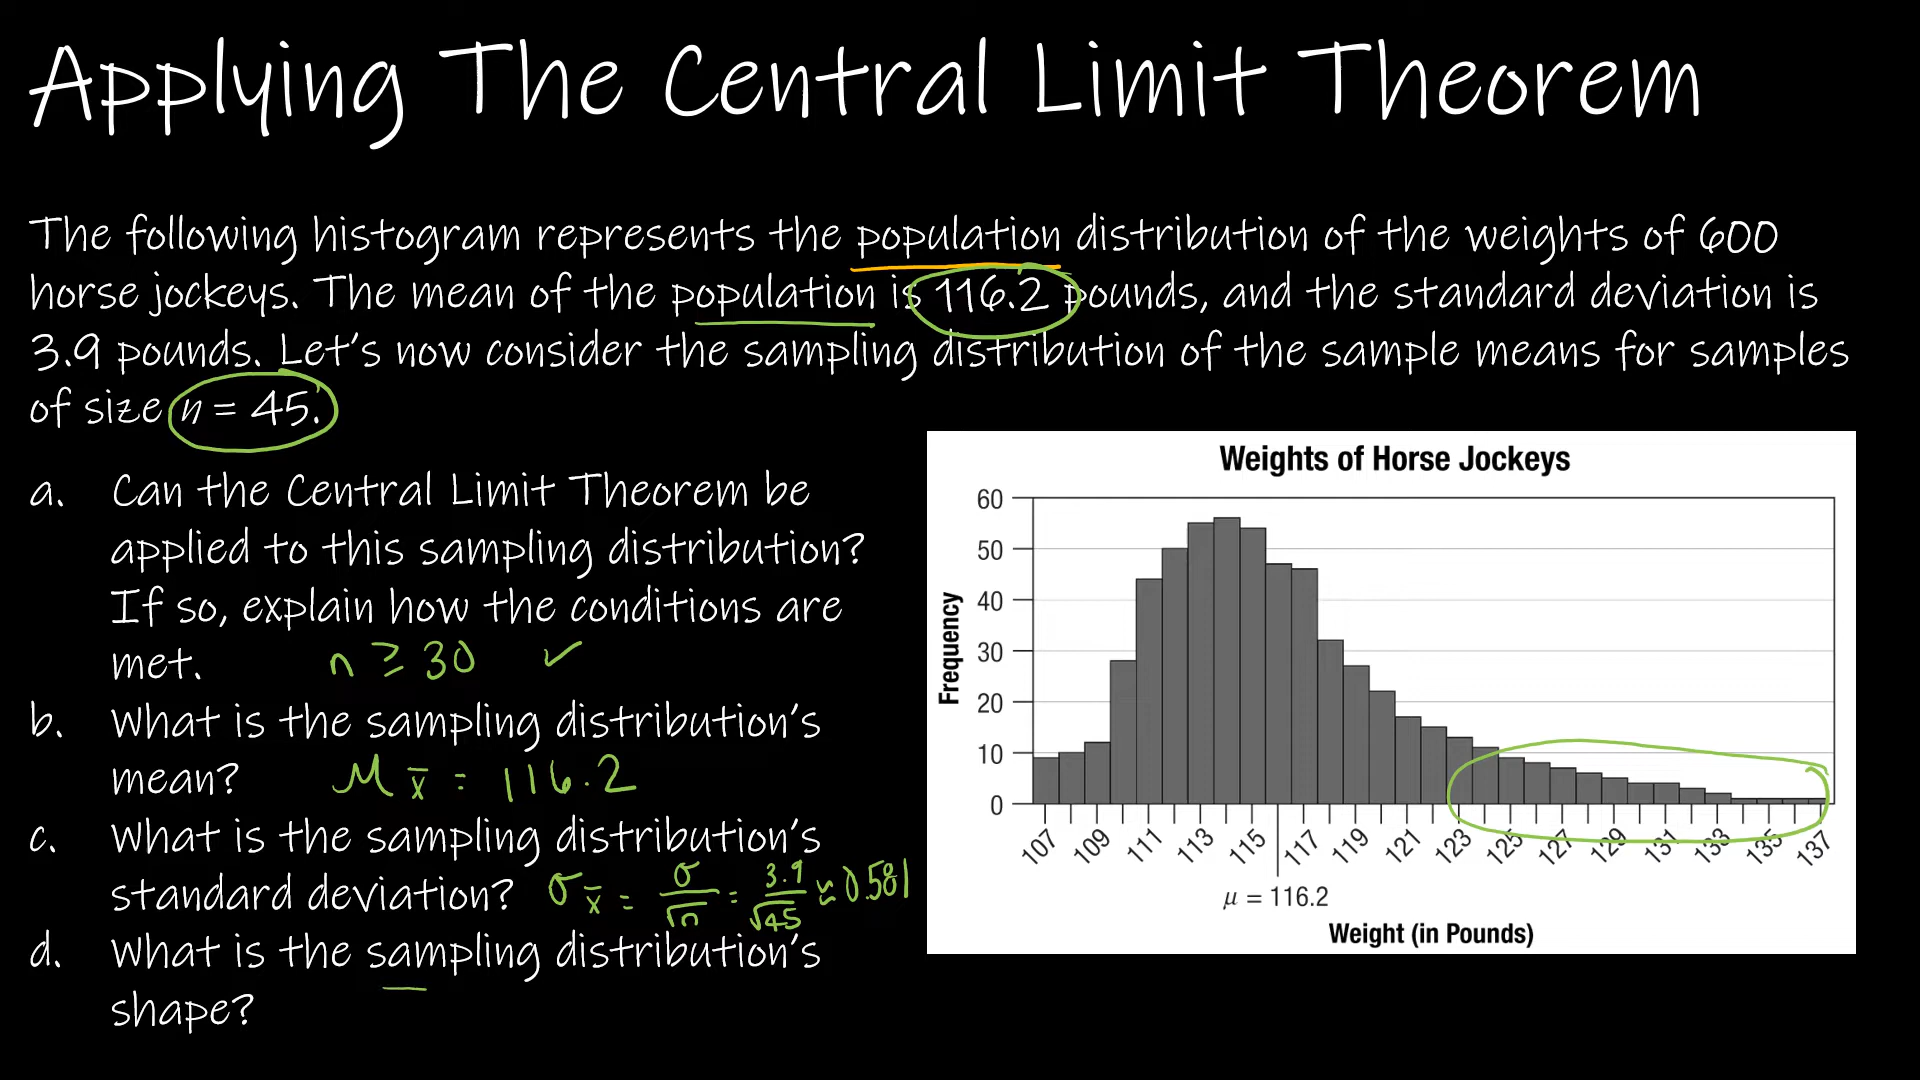 Applying The Central Limit Theorem
The following histogram represents the population distribution of the weights of 600
horse jockeys. The mean of the population is 116.2 pounds, and the standard deviation is
3.9 pounds. Let's now consider the sampling distribution of the sample means for samples
of size n = 45.
a. Can the Central Limit Theorem be
applied to this sampling distribution?
If so, explain how the conditions are
met. n ≥ 30 ✓
b. What is the sampling distribution's
mean? μ x̄ = 116.2
c. What is the sampling distribution's
standard deviation? σ x̄ = σ/√n = 3.9/√45 ≈ 0.581
d. What is the sampling distribution's
shape?
Weights of Horse Jockeys
Frequency
60
50
40
30
20
10
0
107 109 111 113 115 117 119 121 123 125 127 129 131 133 135 137
μ = 116.2
Weight (in Pounds)